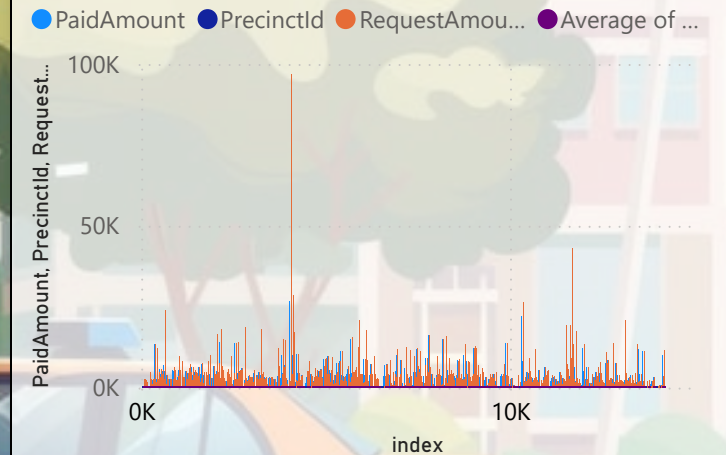 PaidAmount PrecinctId RequestAmou... Average of ...
PaidAmount, PrecinctId, Request...
100K
50K
0K
0K 10K
index